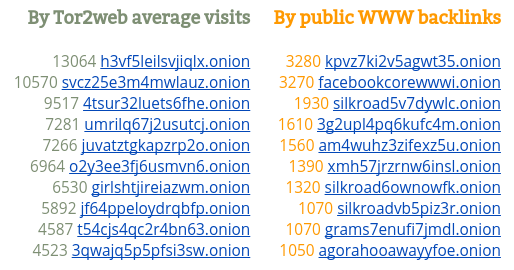 By Tor2web average visits
13064 h3vf5leilsvjiqlx.onion
10570 svcz25e3m4mwlauz.onion
9517 4tsur32luets6fhe.onion
7281 umrilq67j2usutcj.onion
7266 juvatztgkapzrp2o.onion
6964 o2y3ee3fj6usmvn6.onion
6530 girlshtjireiazwm.onion
5892 jf64ppeloydrqbfp.onion
4587 t54cjs4qc2r4bn63.onion
4523 3qwajq5p5pfsi3sw.onion
By public WWW backlinks
3280 kpvz7ki2v5agwt35.onion
3270 facebookcorewwwi.onion
1930 silkroad5v7dywlc.onion
1610 3g2upl4pq6kufc4m.onion
1560 am4wuhz3zifexz5u.onion
1390 xmh57jrzrnw6insl.onion
1320 silkroad6ownowfk.onion
1070 silkroadvb5piz3r.onion
1070 grams7enufi7jmdl.onion
1050 agorahooawayyfoe.onion